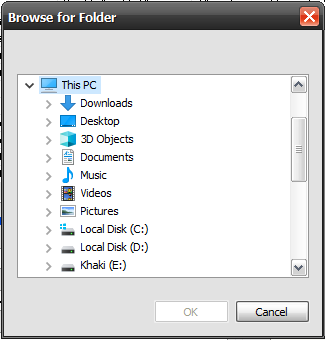 Browse for Folder
This PC
Downloads
Desktop
3D Objects
Documents
Music
Videos
Pictures
Local Disk (C:)
Local Disk (D:)
Khaki (E:)
OK
Cancel